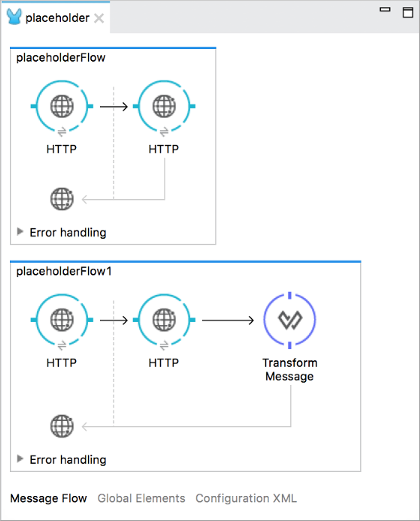 placeholder
placeholderFlow
HTTP HTTP
Error handling
placeholderFlow1
HTTP HTTP Transform
Message
Error handling
Message Flow Global Elements Configuration XML